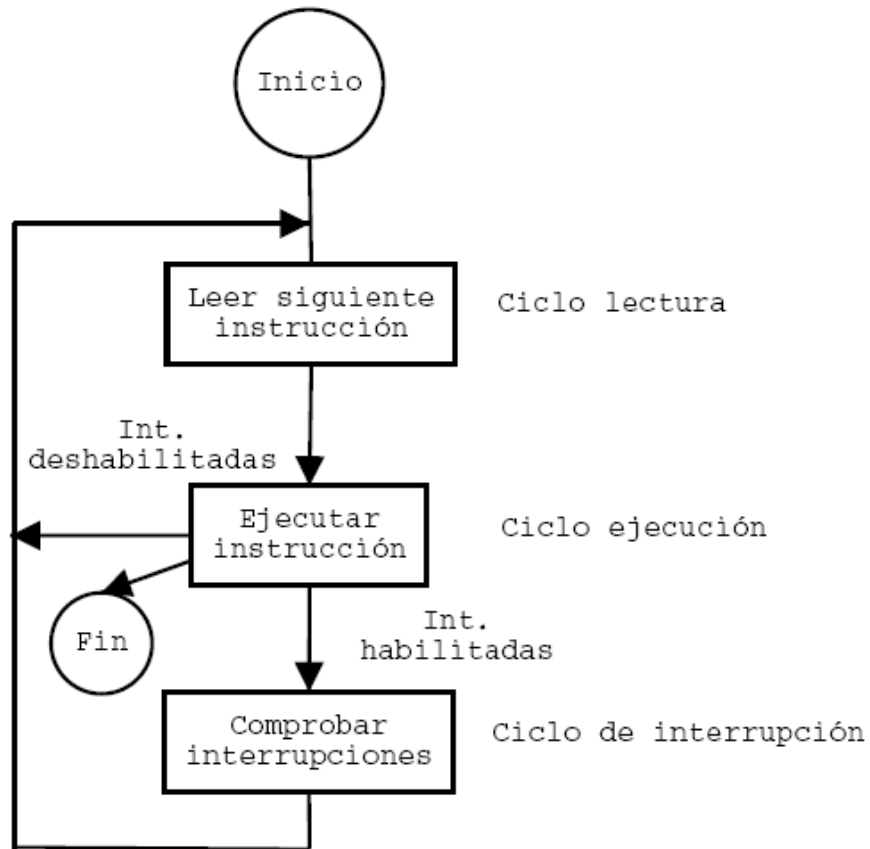 Inicio
Leer siguiente
instrucción
Ciclo lectura
Int.
deshabilitadas
Ejecutar
instrucción
Ciclo ejecución
Fin
Int.
habilitadas
Comprobar
interrupciones
Ciclo de interrupción